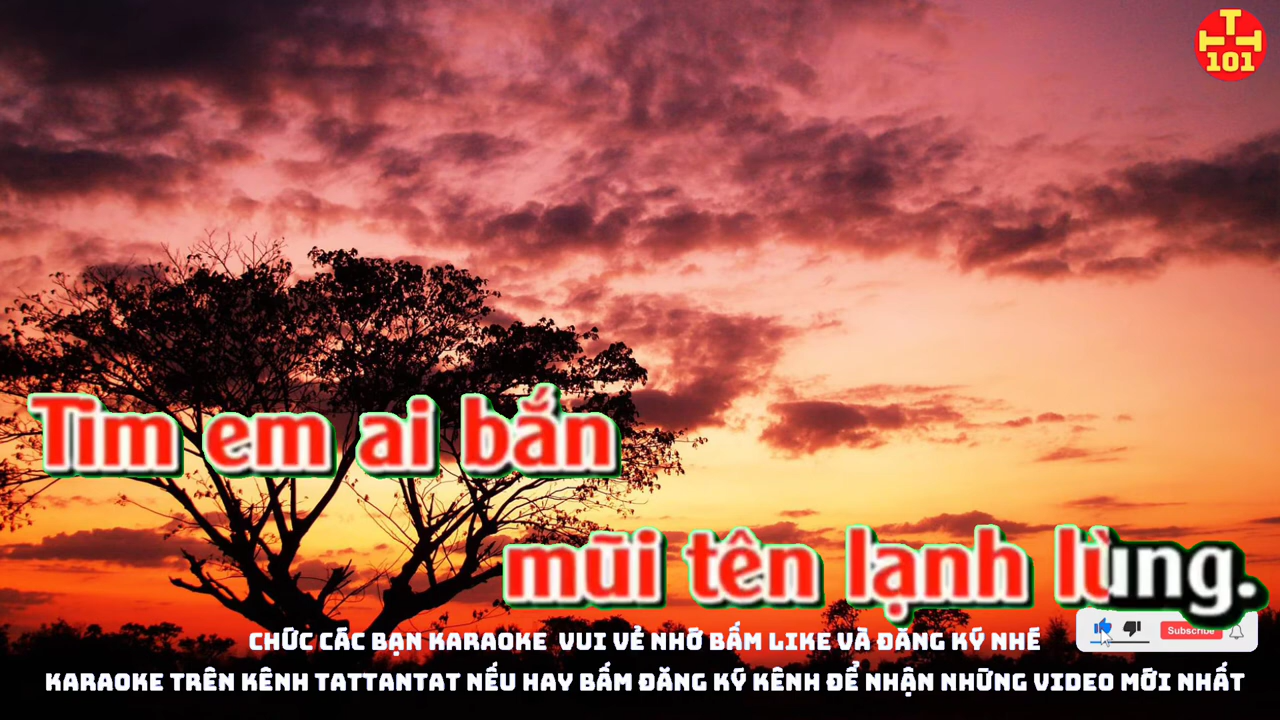 TTH
101
Tim em ai bắn
mũi tên lạnh lùng.
CHÚC CÁC BẠN KARAOKE VUI VẺ NHỚ BẤM LIKE VÀ ĐĂNG KÝ NHÉ
Subscribe
KARAOKE TRÊN KÊNH TATTANTAT NẾU HAY BẤM ĐĂNG KÝ KÊNH ĐỂ NHẬN NHỮNG VIDEO MỚI NHẤT